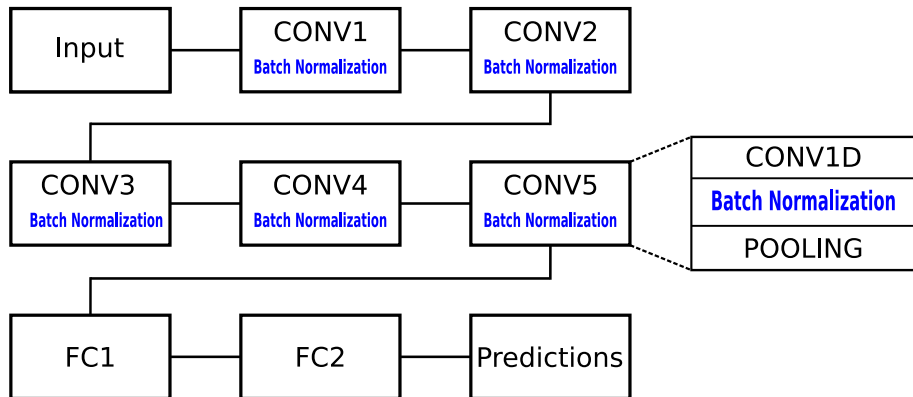 Input
CONV1
Batch Normalization
CONV2
Batch Normalization
CONV3
Batch Normalization
CONV4
Batch Normalization
CONV5
Batch Normalization
CONV1D
Batch Normalization
POOLING
FC1
FC2
Predictions